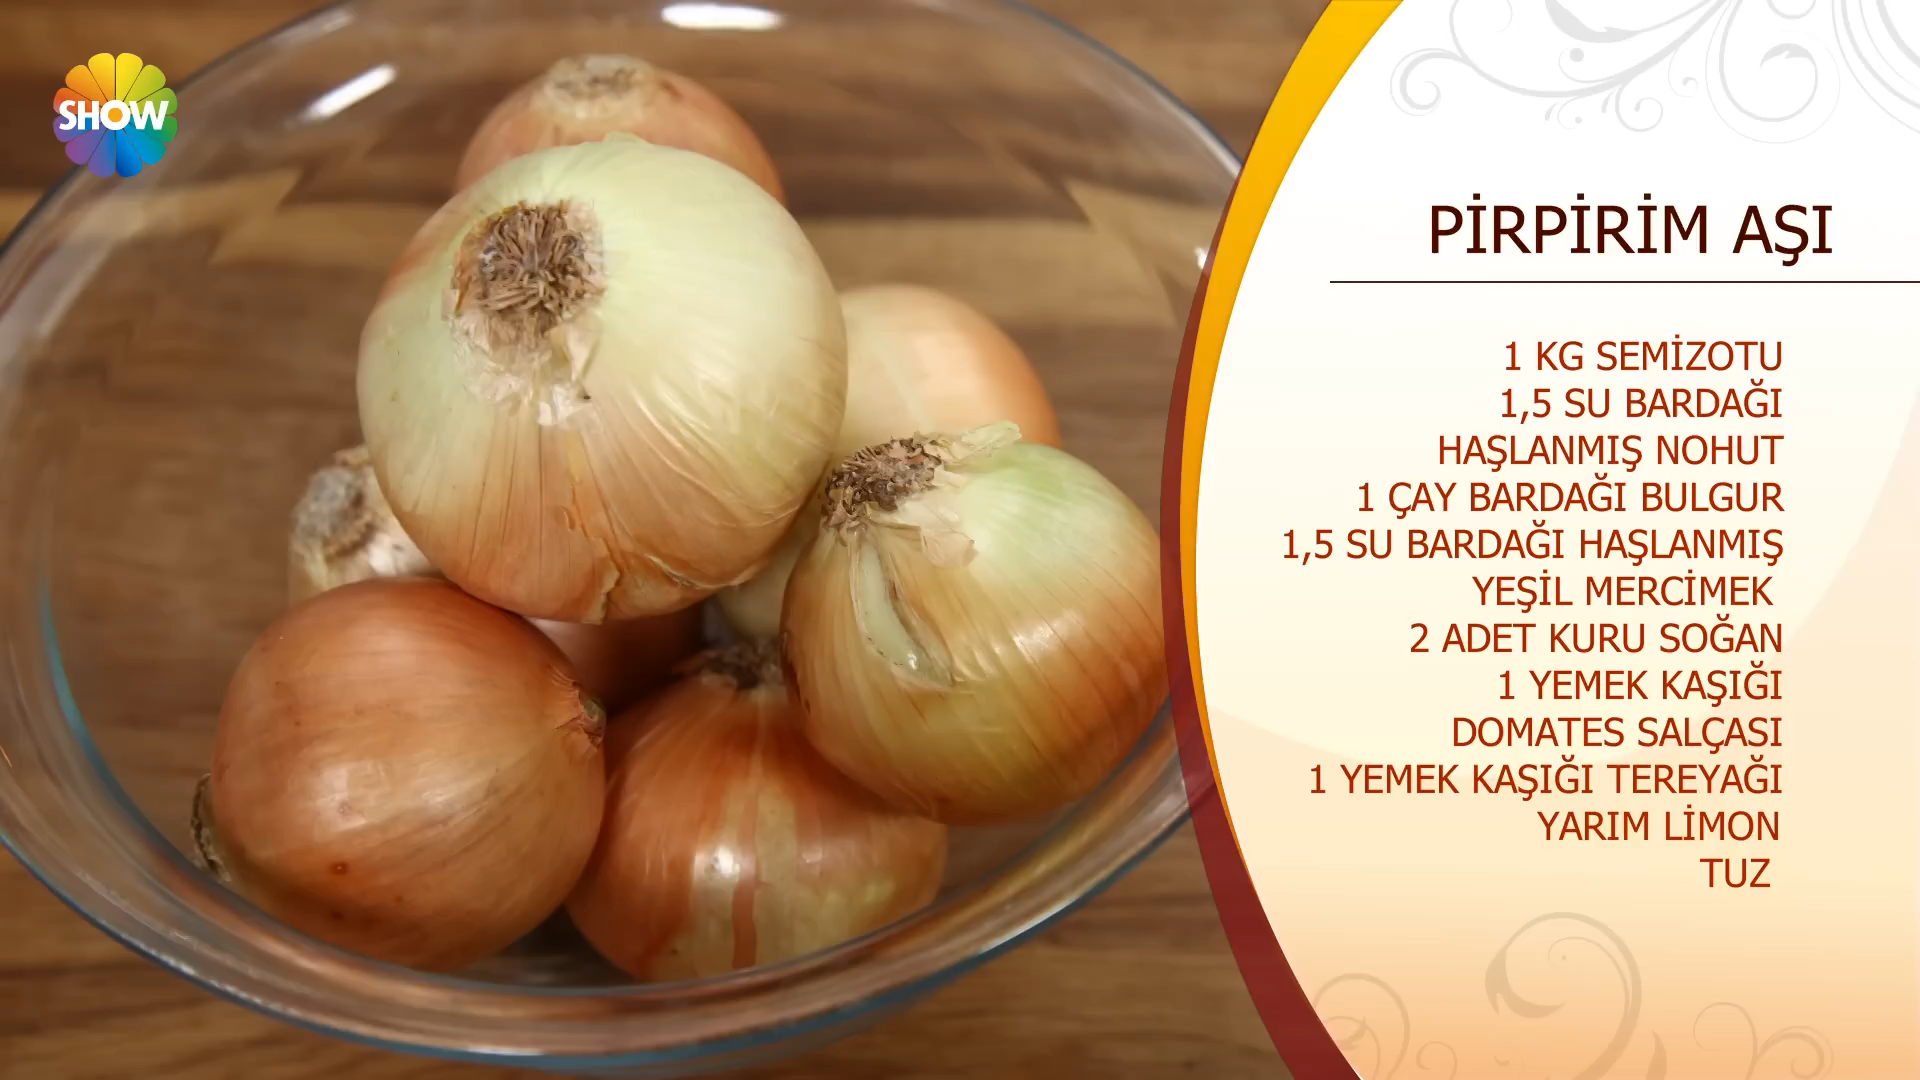 SHOW
PİRPİRİM AŞI
1 KG SEMİZOTU
1,5 SU BARDAĞI
HAŞLANMIŞ NOHUT
1 ÇAY BARDAĞI BULGUR
1,5 SU BARDAĞI HAŞLANMIŞ
YEŞİL MERCİMEK
2 ADET KURU SOĞAN
1 YEMEK KAŞIĞI
DOMATES SALÇASI
1 YEMEK KAŞIĞI TEREYAĞI
YARIM LİMON
TUZ